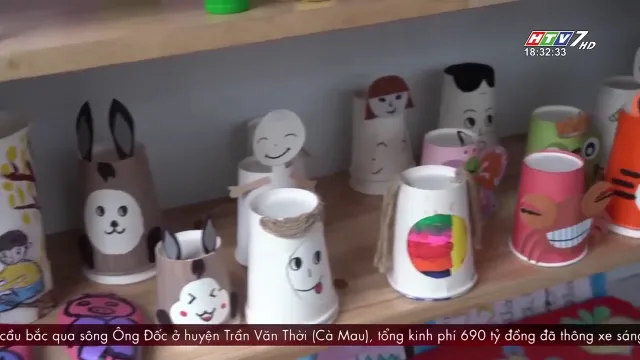 HTV7 HD
18:32:33
cầu bắc qua sông Ông Đốc ở huyện Trần Văn Thời (Cà Mau), tổng kinh phí 690 tỷ đồng đã thông xe sáng